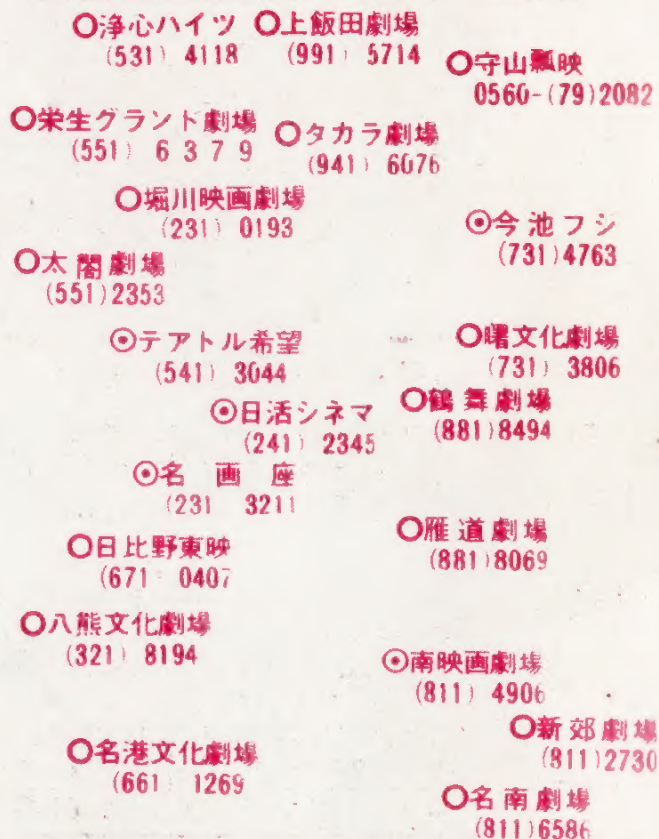 ○浄心ハイツ ○上飯田劇場
(531) 4118 (991) 5714
○守山瓢映
0560-(79)2082
○栄生グランド劇場 ○タカラ劇場
(551) 6379 (941) 6076
○堀川映画劇場
(231) 0193
◉今池フジ
(731)4763
○太閤劇場
(551)2353
◉テアトル希望
(541) 3044
○曙文化劇場
(731) 3806
◉日活シネマ
(241) 2345
○鶴舞劇場
(881)8494
◉名画座
(231 3211
○日比野東映
(671 0407
○雁道劇場
(881)8069
○八熊文化劇場
(321) 8194
◉南映画劇場
(811) 4906
○新郊劇場
(811)2730
○名港文化劇場
(661 1269
○名南劇場
(811)6586